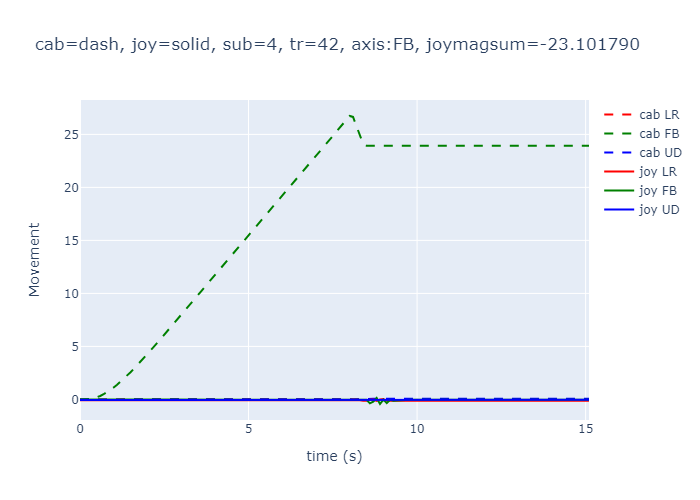 cab=dash, joy=solid, sub=4, tr=42, axis:FB, joymagsum=-23.101790
cab LR
cab FB
cab UD
joy LR
joy FB
joy UD
Movement
25
20
15
10
5
0
0 5 10 15
time (s)